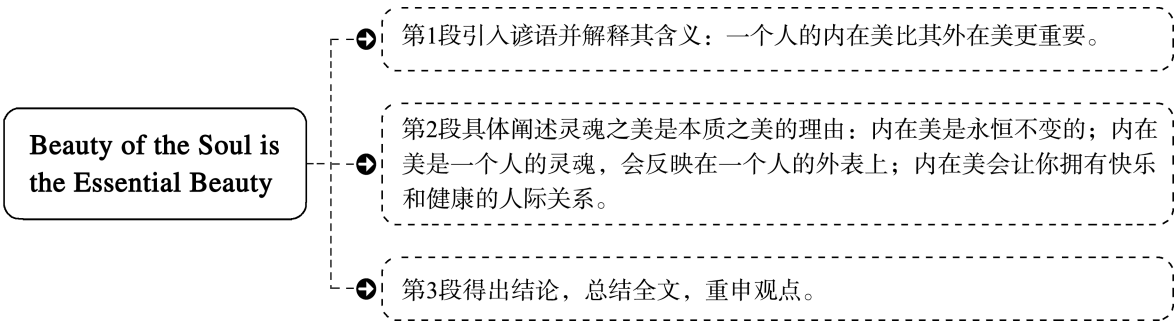 Beauty of the Soul is
the Essential Beauty
第1段引入谚语并解释其含义：一个人的内在美比其外在美更重要。
第2段具体阐述灵魂之美是本质之美的理由：内在美是永恒不变的；内在
美是一个人的灵魂，会反映在一个人的外表上；内在美会让你拥有快乐
和健康的人际关系。
第3段得出结论，总结全文，重申观点。